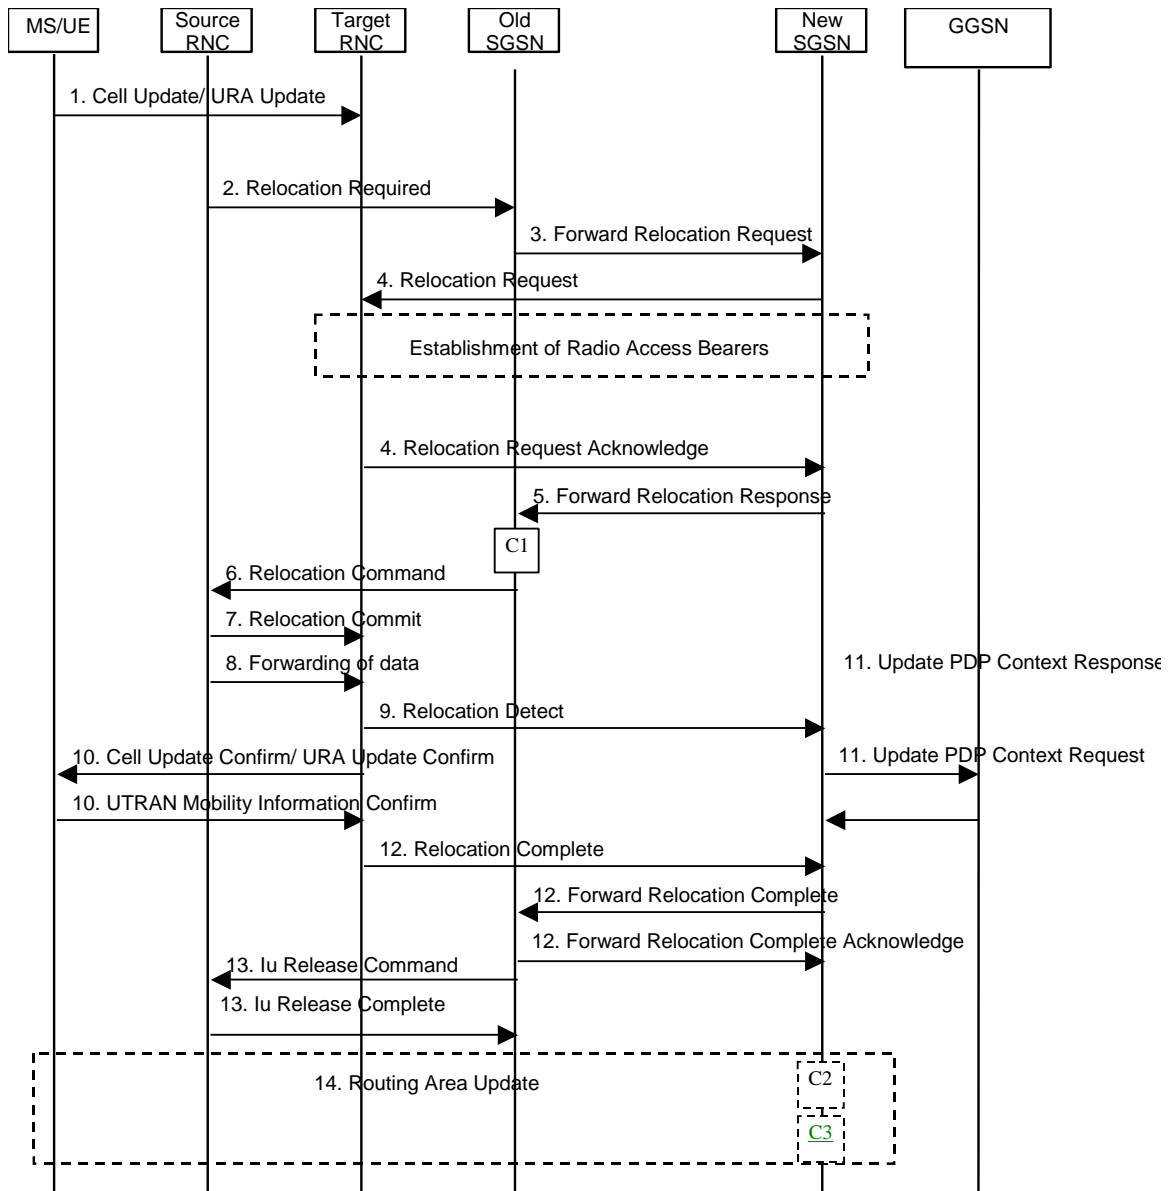 MS/UE
Source
RNC
Target
RNC
Old
SGSN
New
SGSN
GGSN
1. Cell Update/ URA Update
2. Relocation Required
3. Forward Relocation Request
4. Relocation Request
Establishment of Radio Access Bearers
4. Relocation Request Acknowledge
5. Forward Relocation Response
C1
6. Relocation Command
7. Relocation Commit
8. Forwarding of data
11. Update PDP Context Response
9. Relocation Detect
10. Cell Update Confirm/ URA Update Confirm
11. Update PDP Context Request
10. UTRAN Mobility Information Confirm
12. Relocation Complete
12. Forward Relocation Complete
12. Forward Relocation Complete Acknowledge
13. Iu Release Command
13. Iu Release Complete
14. Routing Area Update
C2
C3